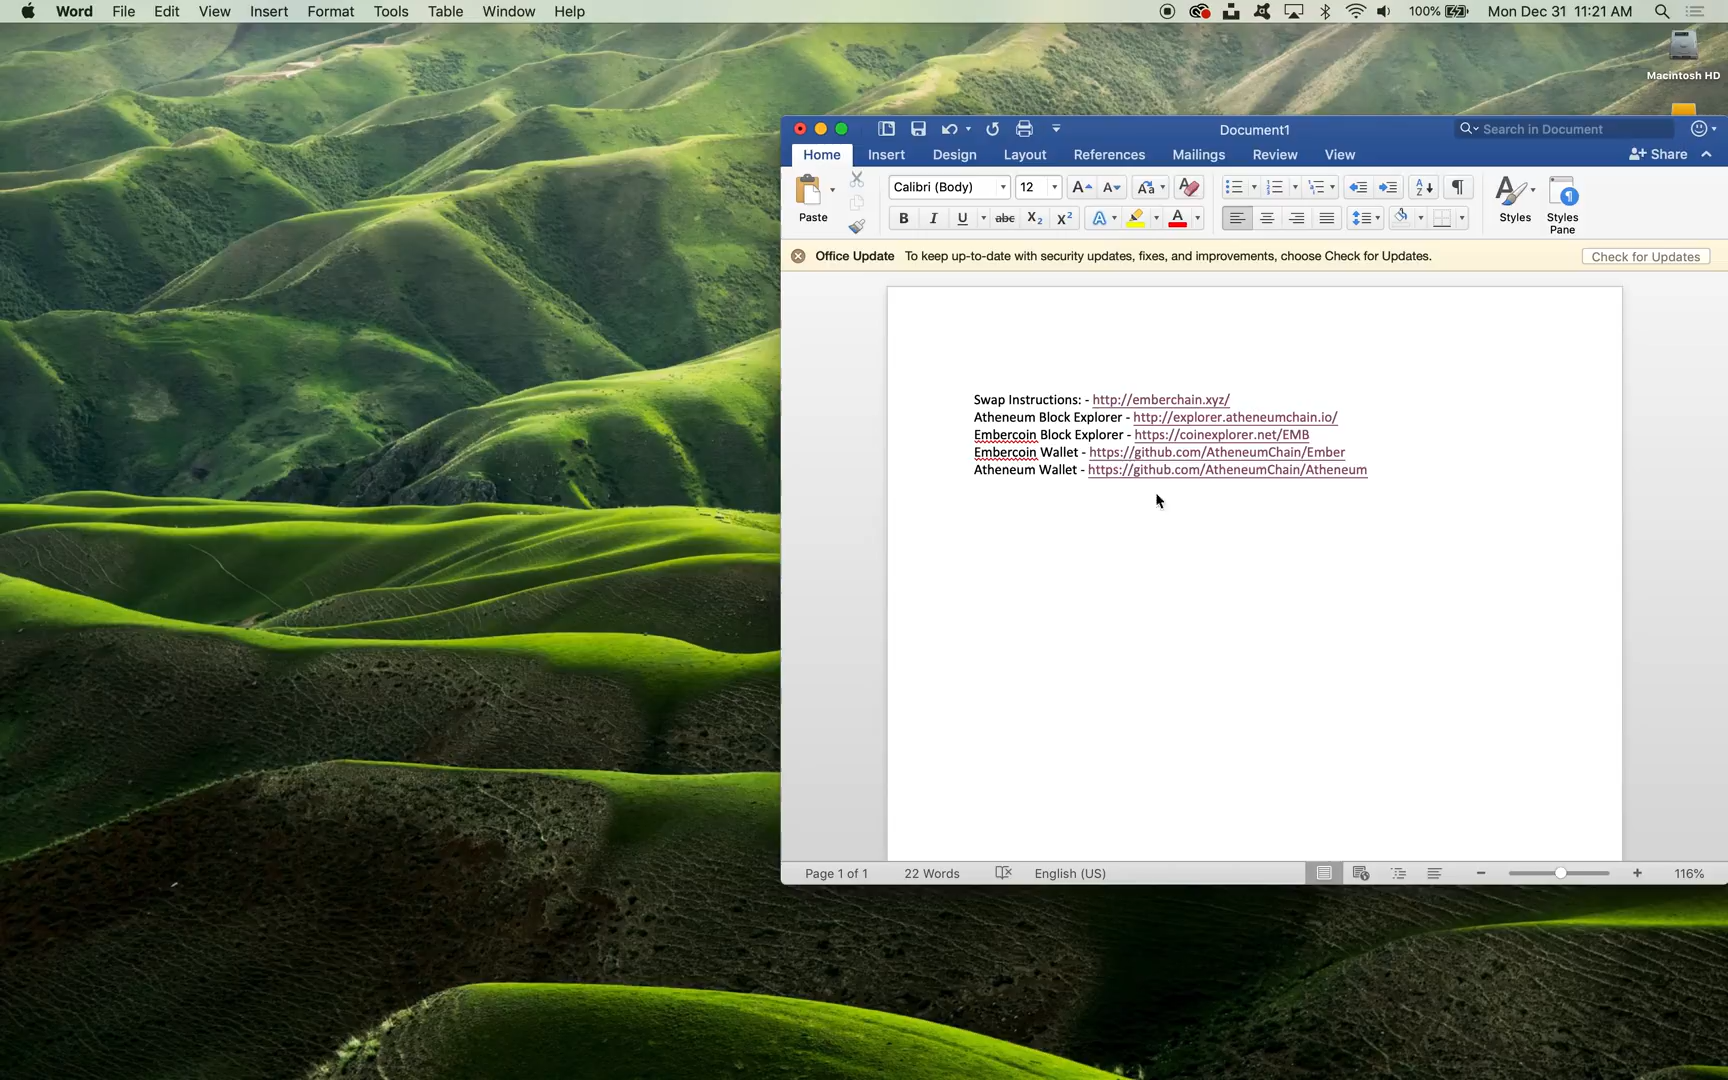 Word File Edit View Insert Format Tools Table Window Help 100% Mon Dec 31 11:21 AM
Macintosh HD
Document1 Search in Document
Home Insert Design Layout References Mailings Review View Share
Calibri (Body) 12
Paste Styles Styles Pane
Office Update To keep up-to-date with security updates, fixes, and improvements, choose Check for Updates. Check for Updates
Swap Instructions: - http://emberchain.xyz/
Atheneum Block Explorer - http://explorer.atheneumchain.io/
Embercoin Block Explorer - https://coinexplorer.net/EMB
Embercoin Wallet - https://github.com/AtheneumChain/Ember
Atheneum Wallet - https://github.com/AtheneumChain/Atheneum
Page 1 of 1 22 Words English (US) 116%